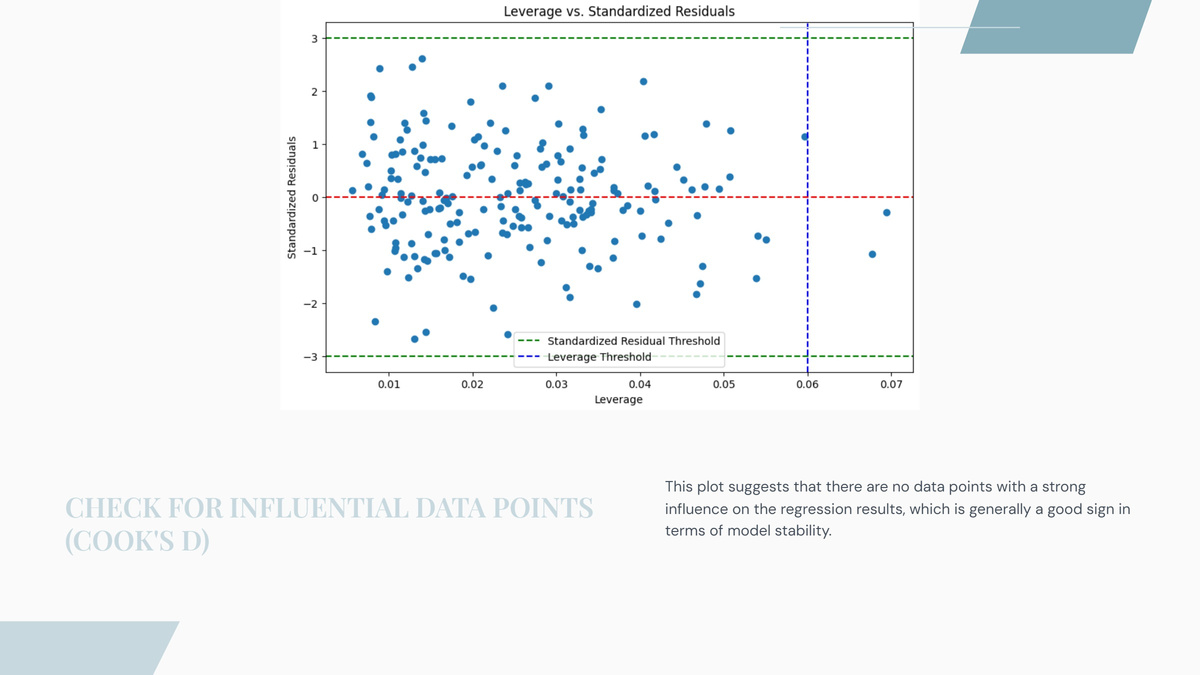 Leverage vs. Standardized Residuals
3
2
1
0
−1
−2
−3
Standardized Residuals
Standardized Residual Threshold
Leverage Threshold
0.01 0.02 0.03 0.04 0.05 0.06 0.07
Leverage
CHECK FOR INFLUENTIAL DATA POINTS
(COOK'S D)
This plot suggests that there are no data points with a strong
influence on the regression results, which is generally a good sign in
terms of model stability.